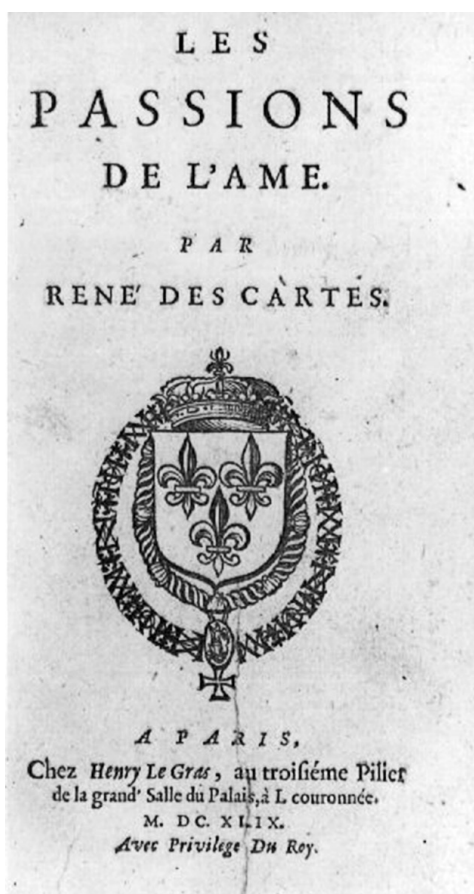 LES
PASSIONS
DE L'AME.
PAR
RENE' DES CARTES.
A PARIS,
Chez Henry Le Gras, au troisiéme Pilier
de la grand' Salle du Palais, à L couronnée.
M. DC. XLIX.
Avec Privilege Du Roy.